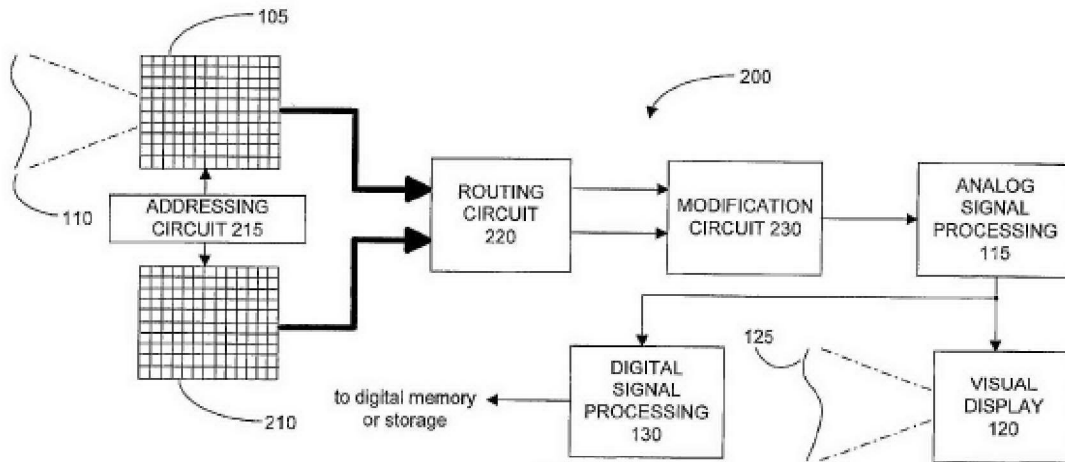 105
200
110
ADDRESSING
CIRCUIT 215
ROUTING
CIRCUIT
220
MODIFICATION
CIRCUIT 230
ANALOG
SIGNAL
PROCESSING
115
210
to digital memory
or storage
DIGITAL
SIGNAL
PROCESSING
130
125
VISUAL
DISPLAY
120